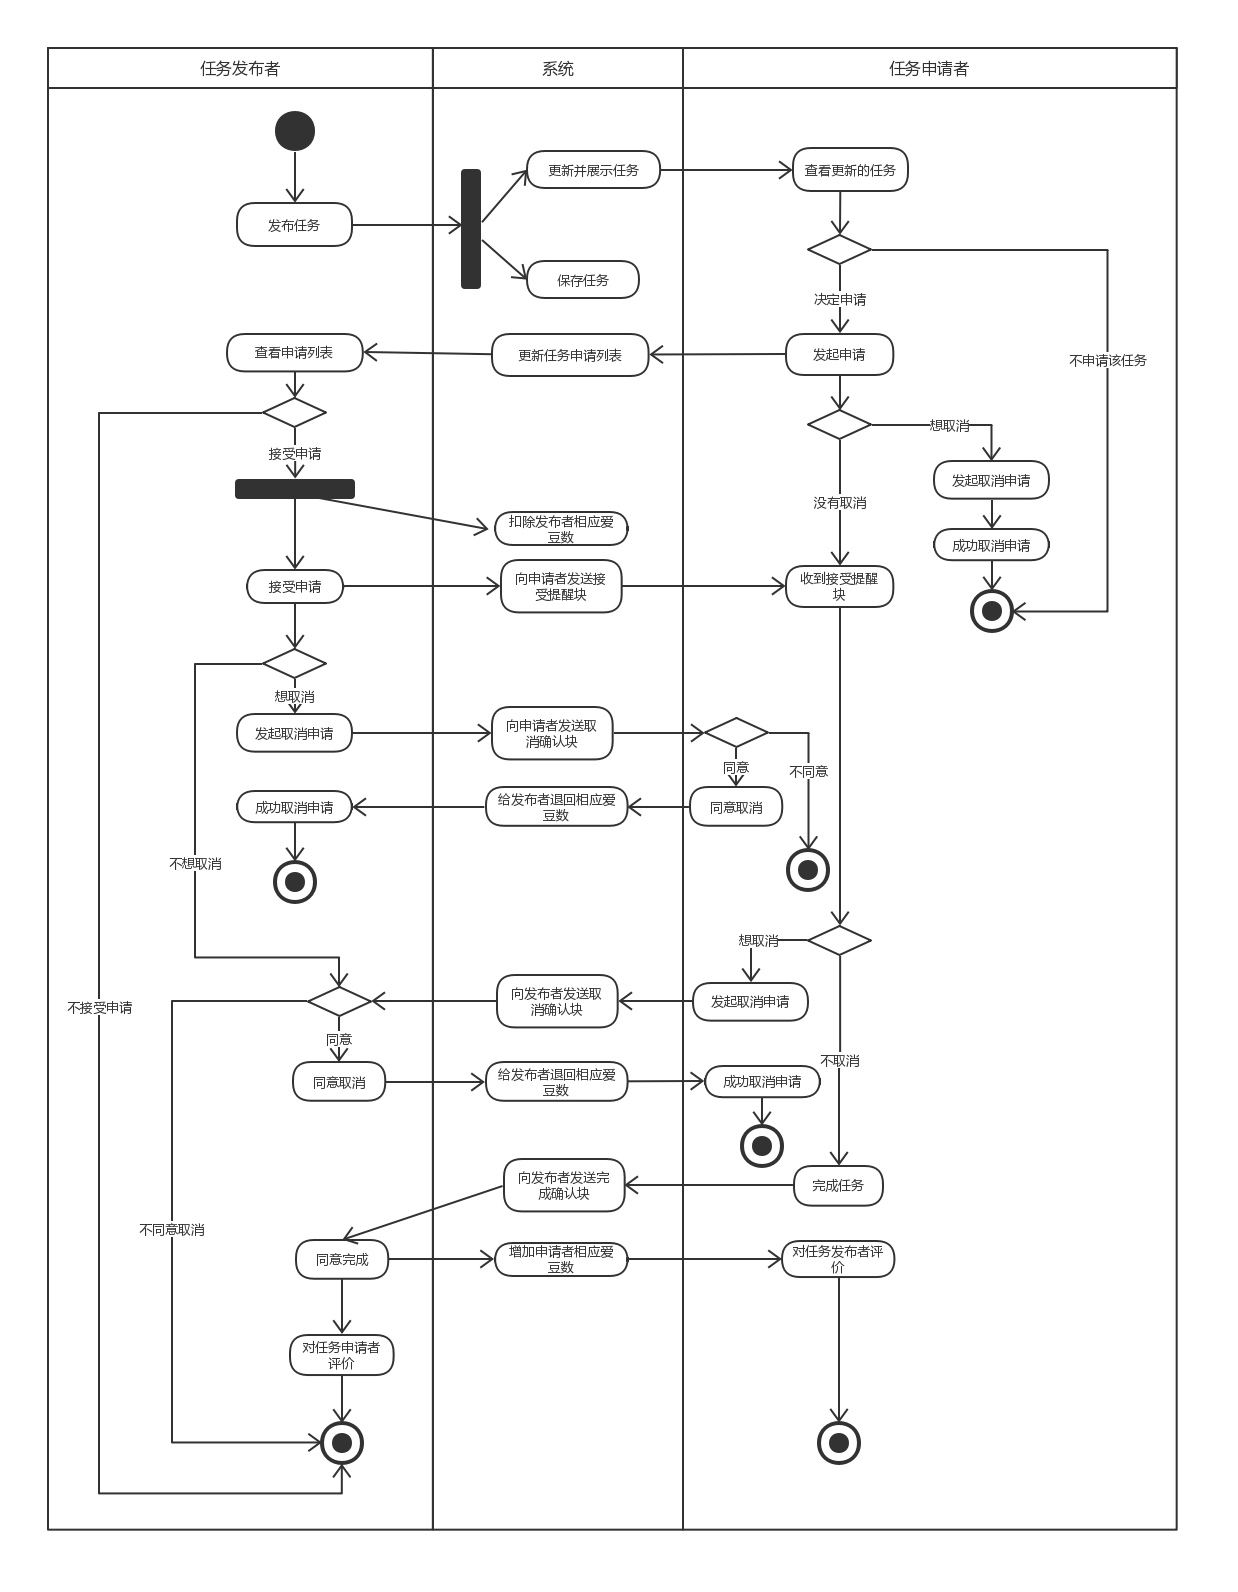 任务发布者
系统
任务申请者
更新并展示任务
查看更新的任务
发布任务
保存任务
决定申请
查看申请列表
更新任务申请列表
发起申请
不申请该任务
想取消
接受申请
发起取消申请
没有取消
扣除发布者相应爱
豆数
成功取消申请
接受申请
向申请者发送接
受提醒块
收到接受提醒
块
想取消
发起取消申请
向申请者发送取
消确认块
同意
不同意
成功取消申请
给发布者退回相应爱
豆数
同意取消
不想取消
想取消
不接受申请
向发布者发送取
消确认块
发起取消申请
同意
不取消
同意取消
给发布者退回相应爱
豆数
成功取消申请
向发布者发送完
成确认块
完成任务
不同意取消
同意完成
增加申请者相应爱
豆数
对任务发布者评
价
对任务申请者
评价